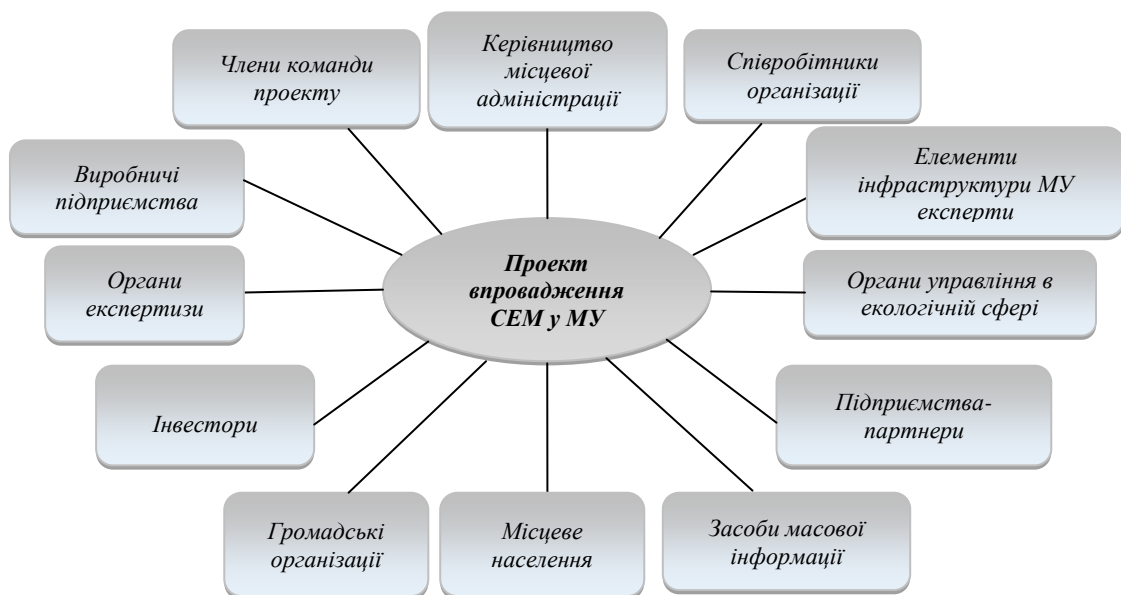 Члени команди
проекту
Керівництво
місцевої
адміністрації
Співробітники
організації
Виробничі
підприємства
Елементи
інфраструктури МУ
експерти
Органи
експертизи
Проект
впровадження
СЕМ у МУ
Органи управління в
екологічній сфері
Інвестори
Підприємства-
партнери
Громадські
організації
Місцеве
населення
Засоби масової
інформації